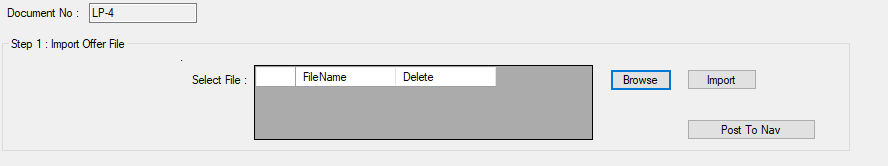 Document No : LP-4
Step 1 : Import Offer File
Select File : FileName Delete Browse Import
Post To Nav